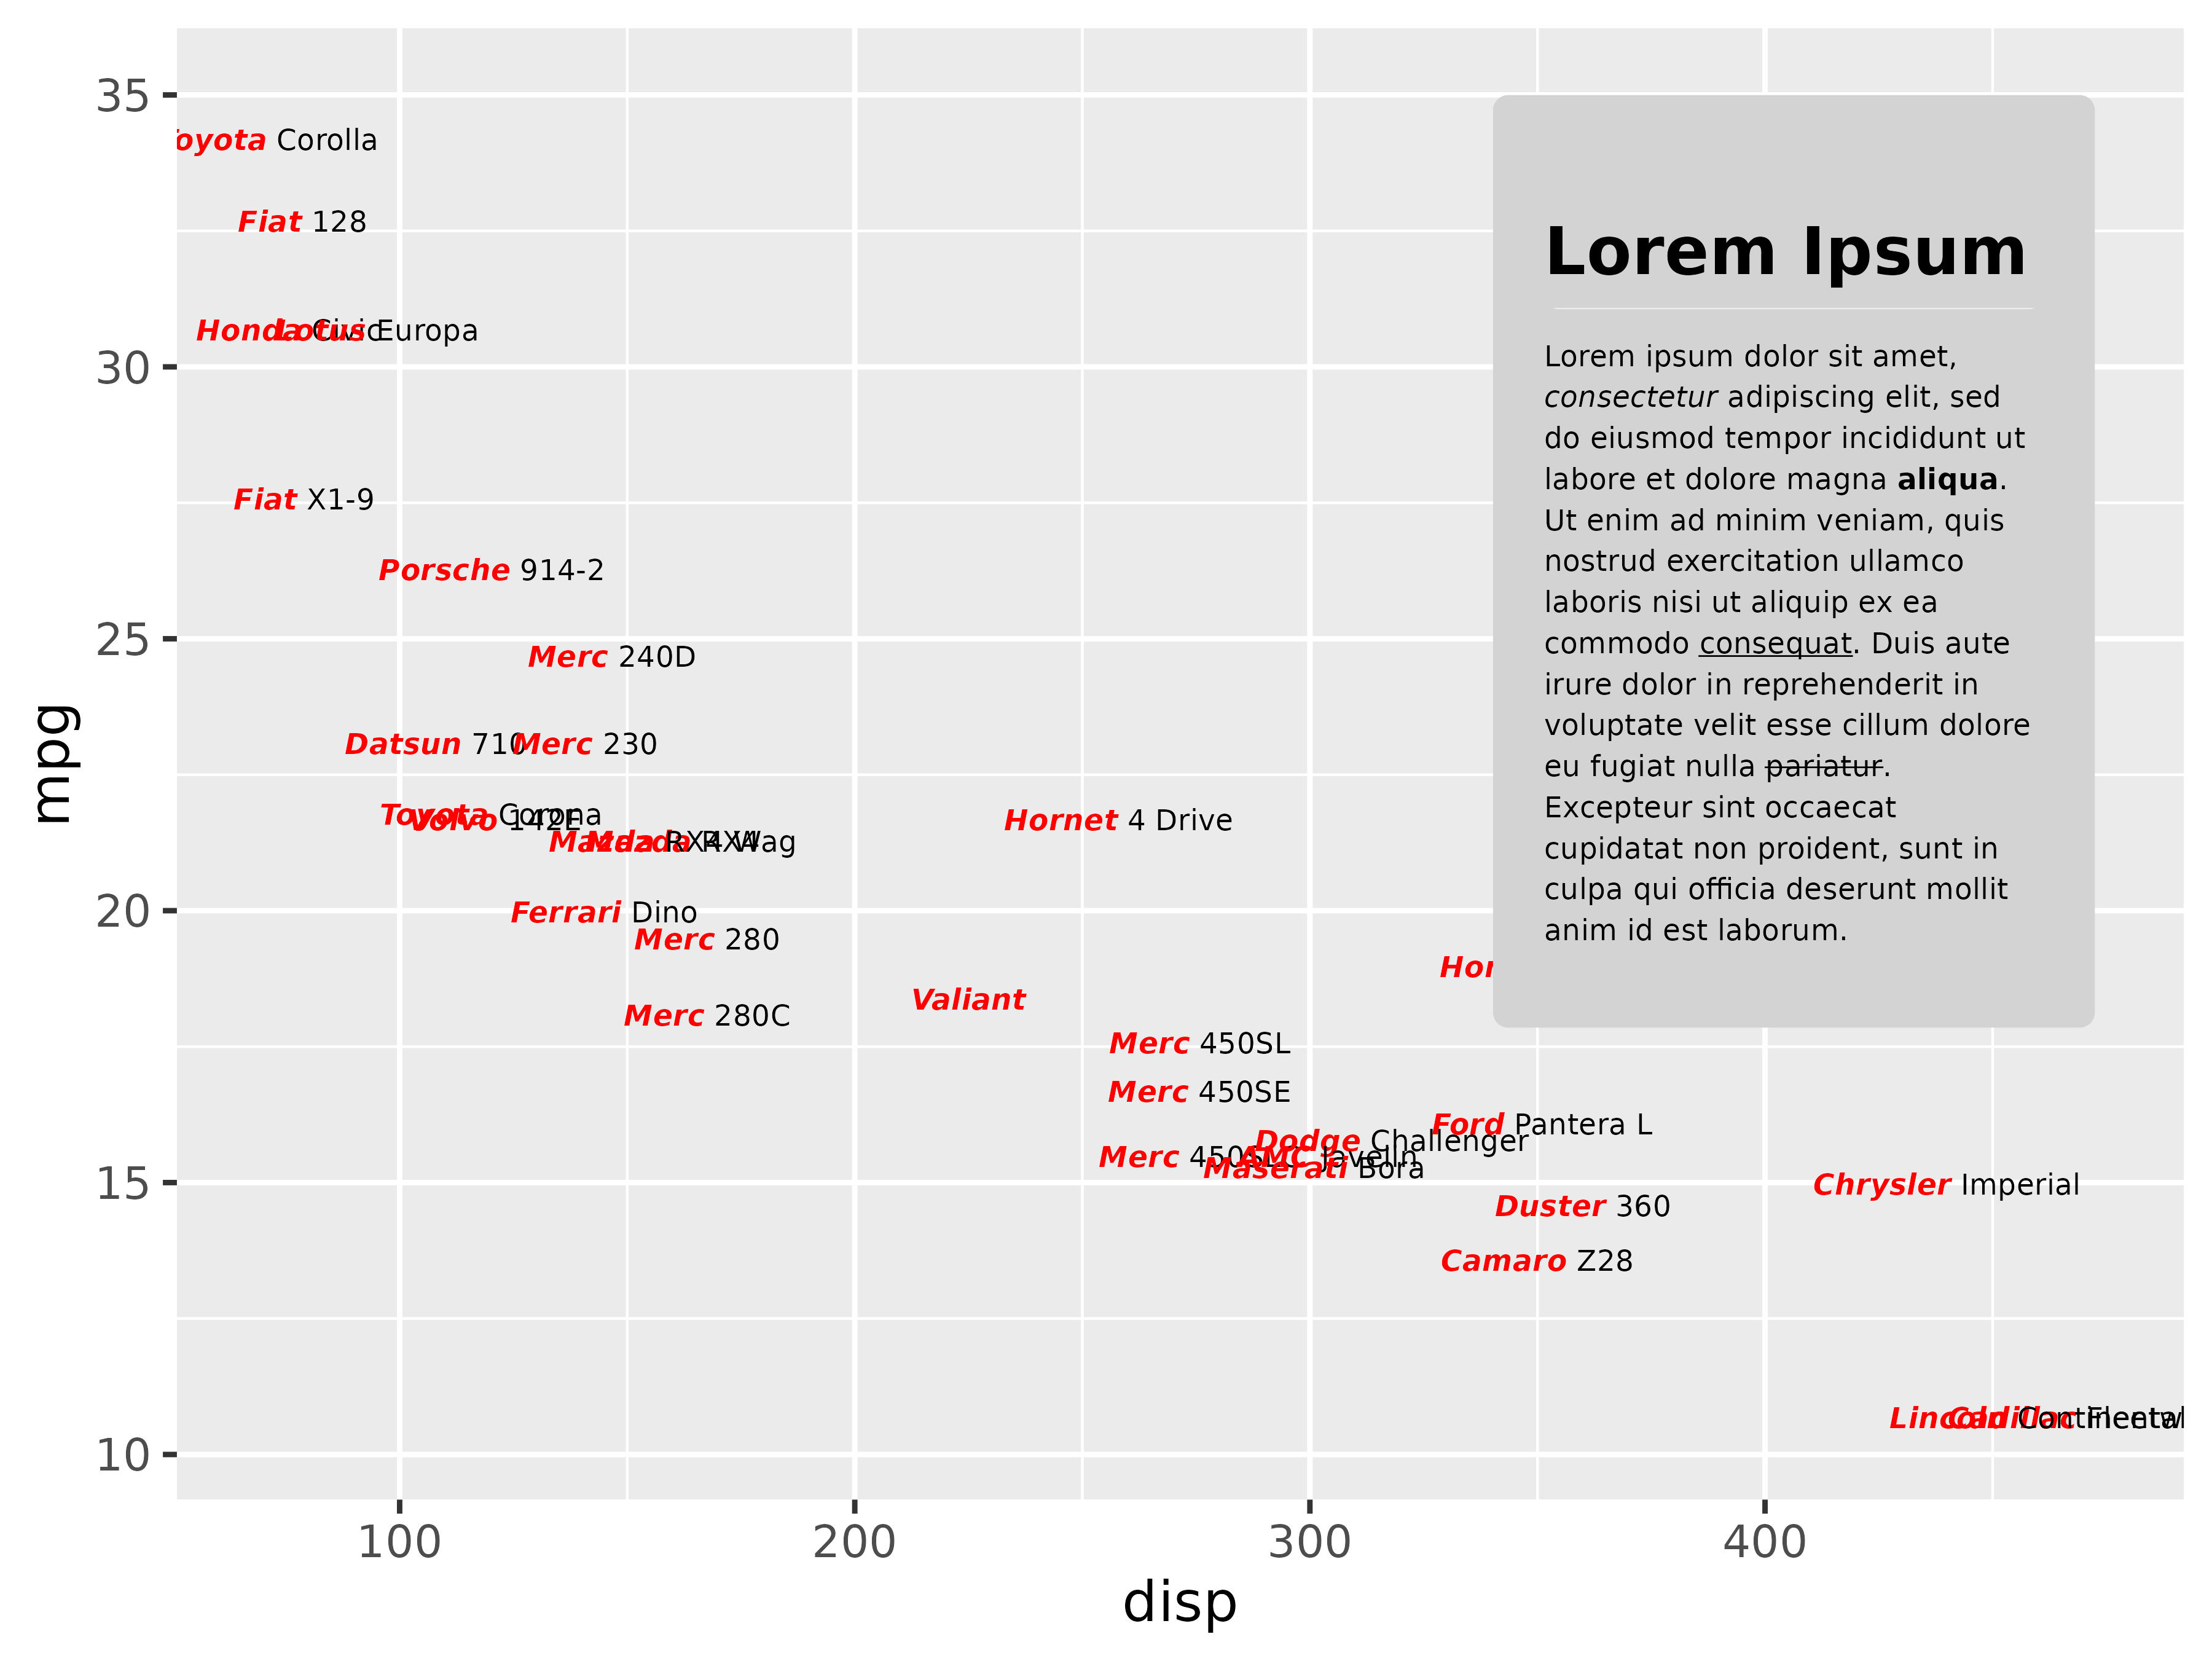 35
oyota Corolla
Fiat 128
Honda Civic
Lotus Europa
30
Fiat X1-9
Porsche 914-2
25
Merc 240D
Datsun 710
Merc 230
Toyota Corona
Volvo 142E
Hornet 4 Drive
Mazda RX4 Wag
Mazda RX4
20
Ferrari Dino
Merc 280
Hor
Valiant
Merc 280C
Merc 450SL
Merc 450SE
Ford Pantera L
Dodge Challenger
Merc 450SLC
AMC Javelin
Maserati Bora
15
Chrysler Imperial
Duster 360
Camaro Z28
Lincoln Continental
Cadillac
10
100 200 300 400
disp
mpg
Lorem Ipsum
Lorem ipsum dolor sit amet,
consectetur adipiscing elit, sed
do eiusmod tempor incididunt ut
labore et dolore magna aliqua.
Ut enim ad minim veniam, quis
nostrud exercitation ullamco
laboris nisi ut aliquip ex ea
commodo consequat. Duis aute
irure dolor in reprehenderit in
voluptate velit esse cillum dolore
eu fugiat nulla pariatur.
Excepteur sint occaecat
cupidatat non proident, sunt in
culpa qui officia deserunt mollit
anim id est laborum.